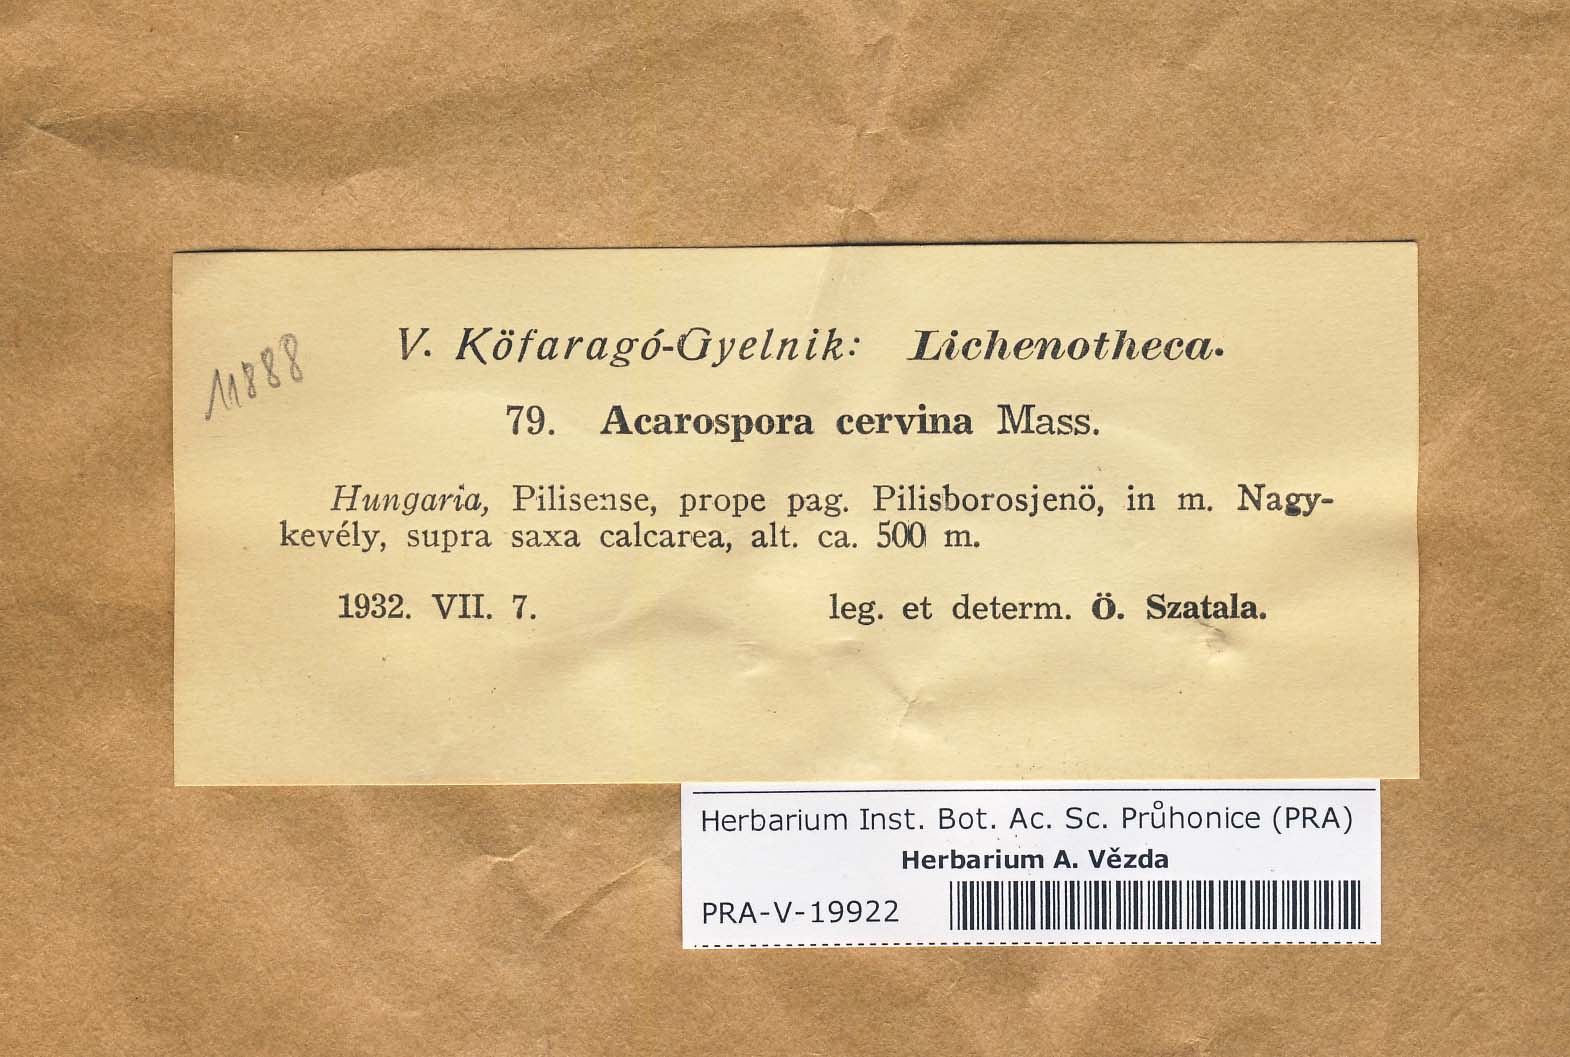 11888
V. Köfaragó-Gyelnik: Lichenotheca.
79. Acarospora cervina Mass.
Hungaria, Pilisense, prope pag. Pilisborosjenö, in m. Nagy-
kevély, supra saxa calcarea, alt. ca. 500 m.
1932. VII. 7. leg. et determ. Ö. Szatala.
Herbarium Inst. Bot. Ac. Sc. Průhonice (PRA)
Herbarium A. Vězda
PRA-V-19922